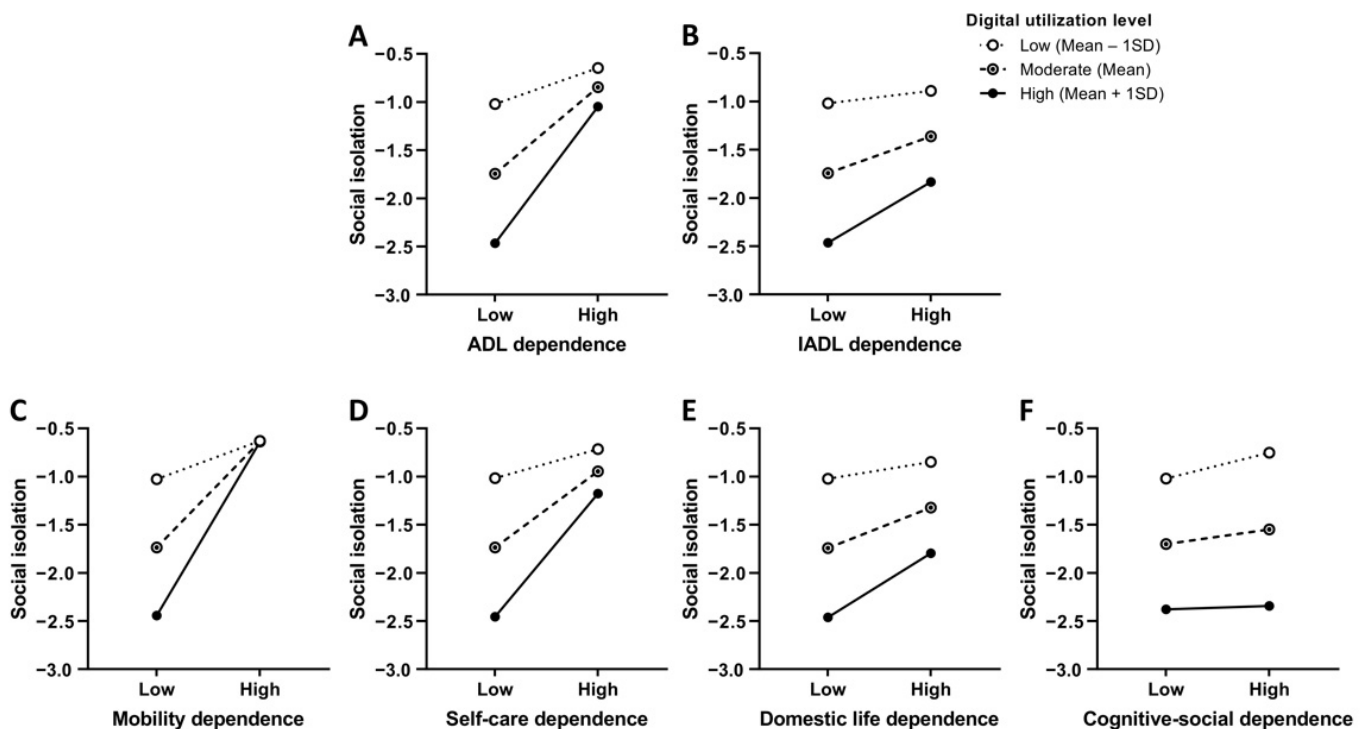 Digital utilization level
Low (Mean – 1SD)
Moderate (Mean)
High (Mean + 1SD)
A
Social isolation
−0.5
−1.0
−1.5
−2.0
−2.5
−3.0
Low High
ADL dependence
B
Social isolation
−0.5
−1.0
−1.5
−2.0
−2.5
−3.0
Low High
IADL dependence
C
Social isolation
−0.5
−1.0
−1.5
−2.0
−2.5
−3.0
Low High
Mobility dependence
D
Social isolation
−0.5
−1.0
−1.5
−2.0
−2.5
−3.0
Low High
Self-care dependence
E
Social isolation
−0.5
−1.0
−1.5
−2.0
−2.5
−3.0
Low High
Domestic life dependence
F
Social isolation
−0.5
−1.0
−1.5
−2.0
−2.5
−3.0
Low High
Cognitive-social dependence